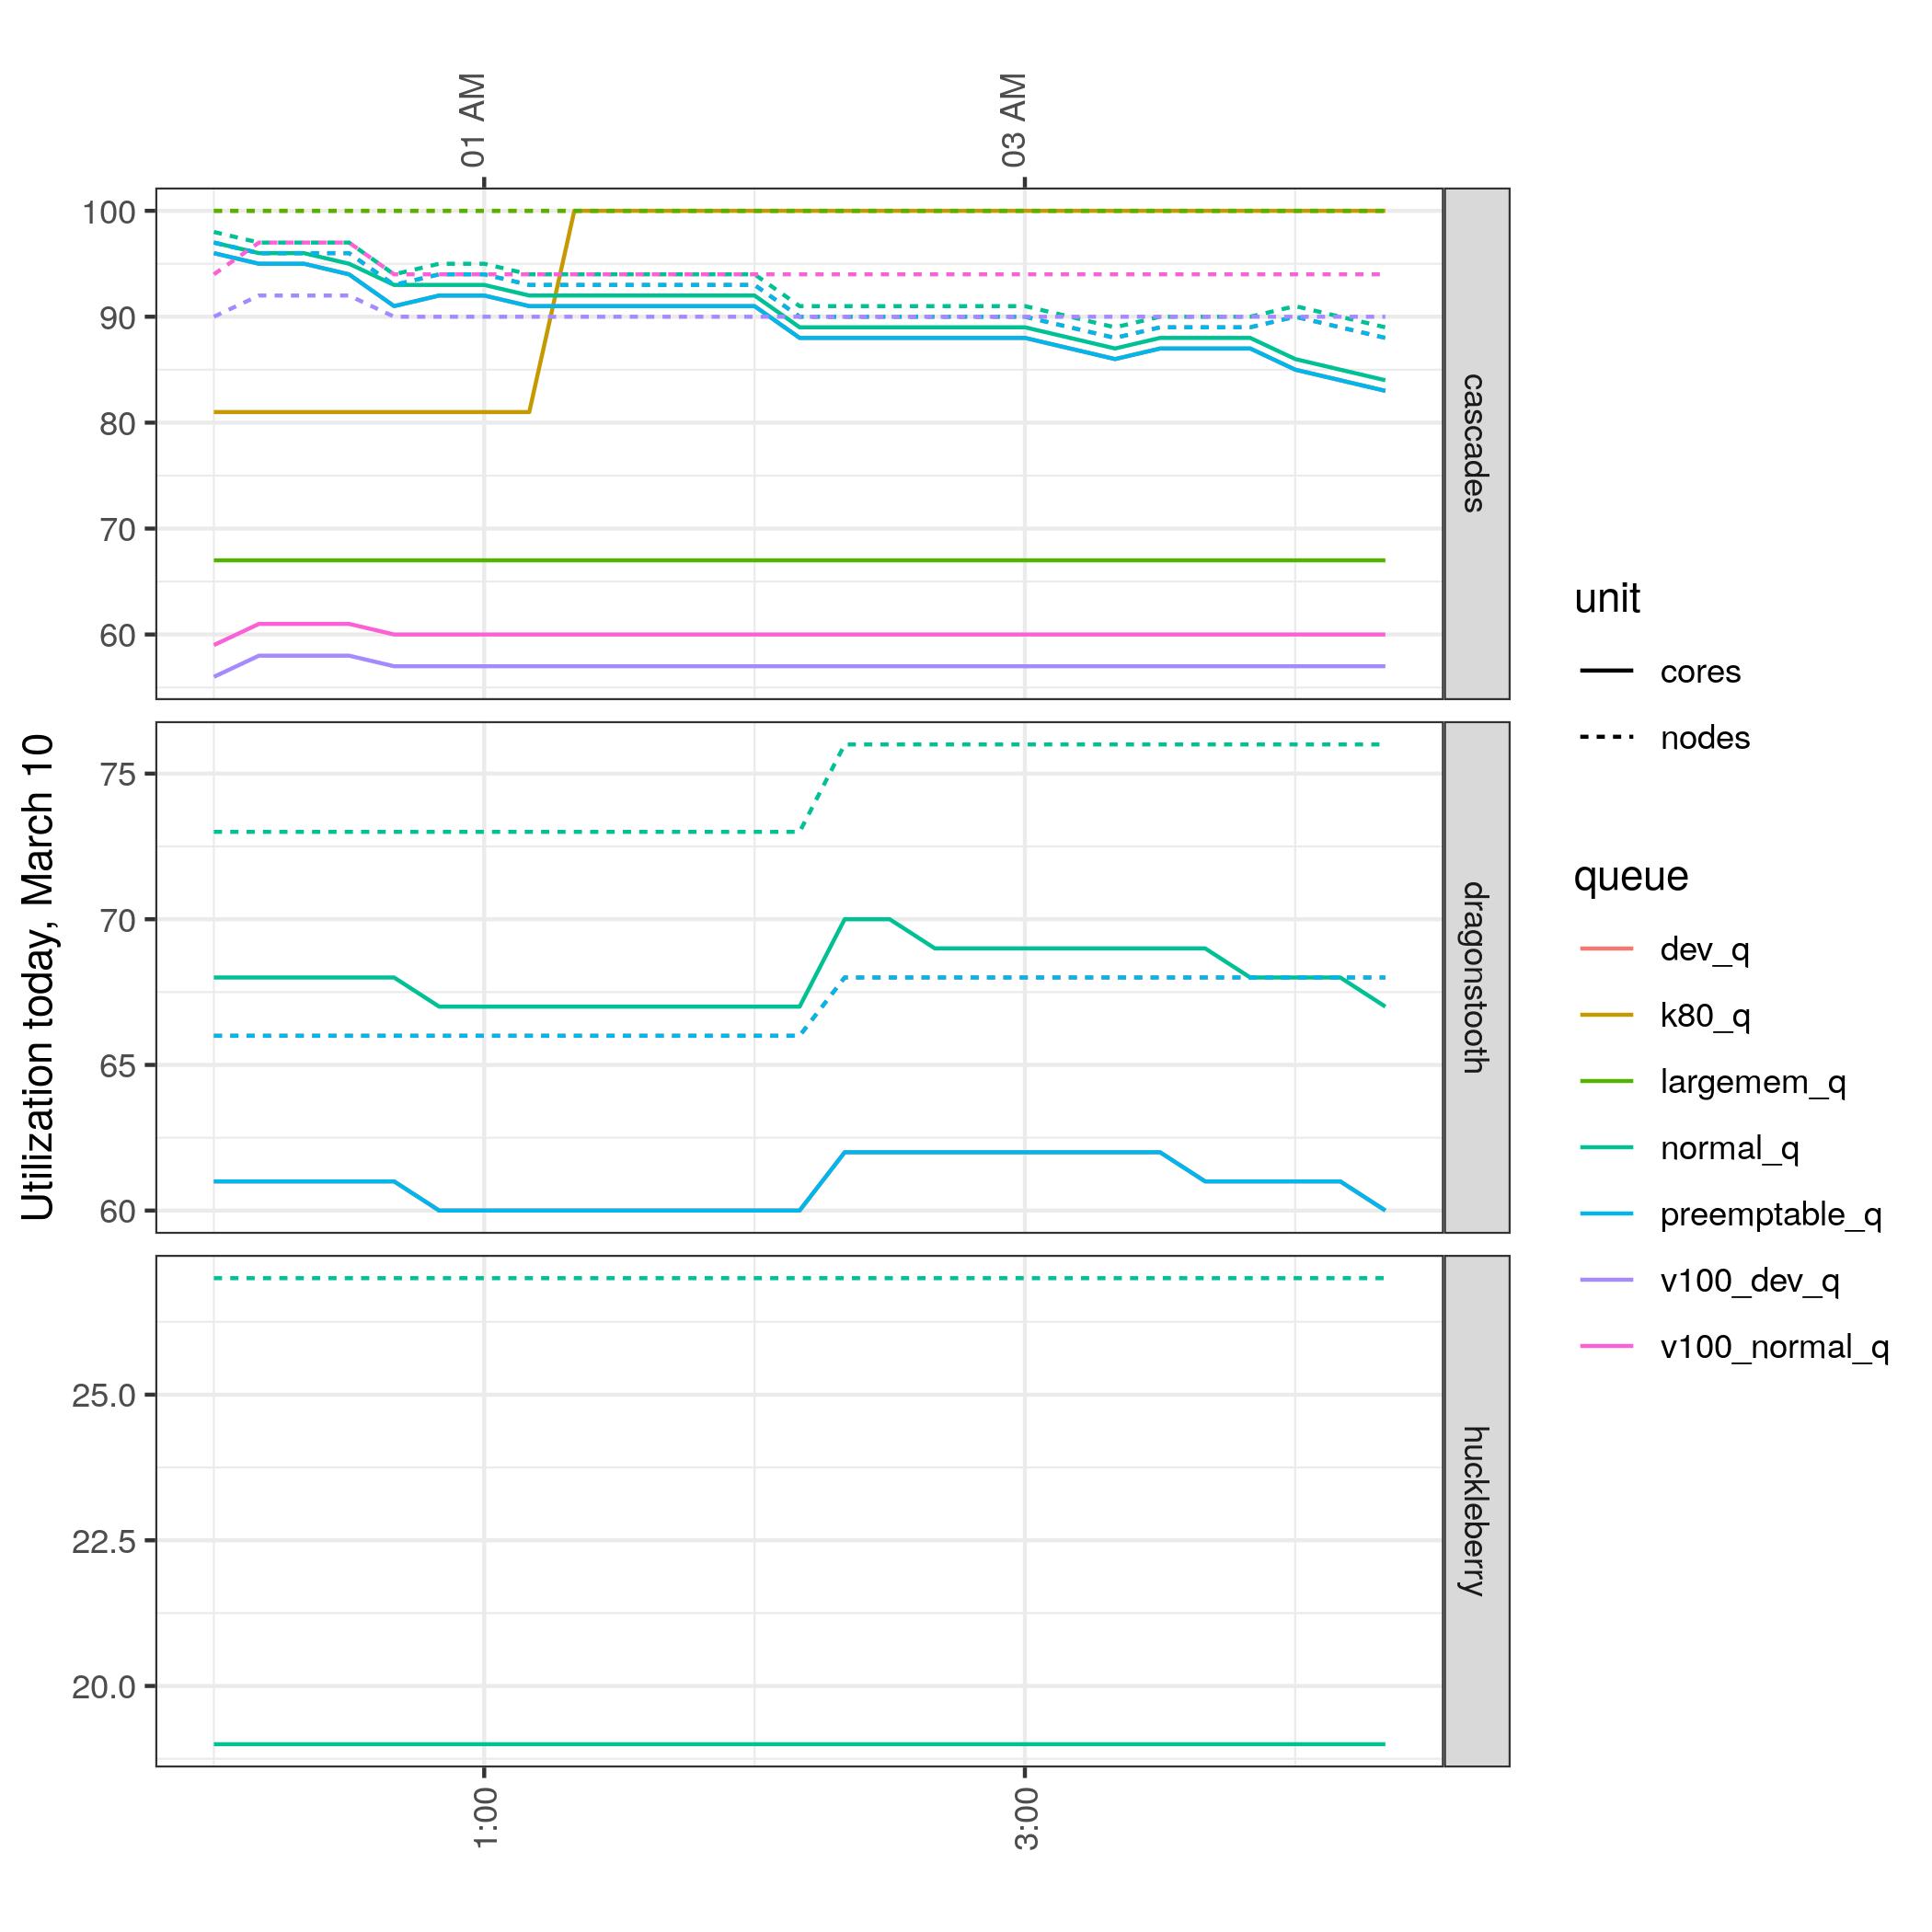 01 AM
03 AM
Utilization today, March 10
100
90
80
70
60
cascades
75
70
65
60
dragonstooth
25.0
22.5
20.0
huckleberry
1:00
3:00
unit
cores
nodes
queue
dev_q
k80_q
largemem_q
normal_q
preemptable_q
v100_dev_q
v100_normal_q